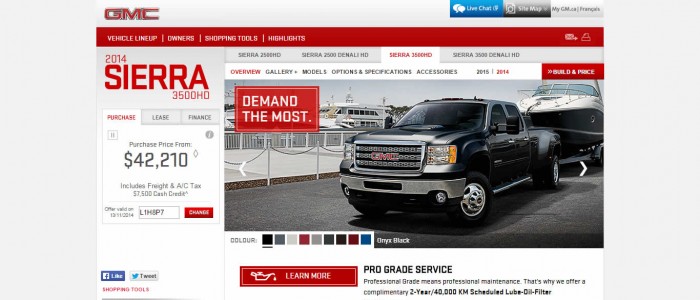 GMC
Live Chat
Site Map
My GM.ca | Français
VEHICLE LINEUP | OWNERS | SHOPPING TOOLS | HIGHLIGHTS
2014
SIERRA
3500HD
SIERRA 2500HD
SIERRA 2500 DENALI HD
SIERRA 3500HD
SIERRA 3500 DENALI HD
OVERVIEW GALLERY MODELS OPTIONS & SPECIFICATIONS ACCESSORIES
2015 | 2014
BUILD & PRICE
PURCHASE LEASE FINANCE
Purchase Price From:
$42,210 ◊
Includes Freight & A/C Tax
$7,500 Cash Credit^
Offer valid on
10/11/2014
L1H8P7
CHANGE
DEMAND
THE MOST.
GMC
COLOUR:
Onyx Black
Like
Tweet
SHOPPING TOOLS
LEARN MORE
PRO GRADE SERVICE
Professional Grade means professional maintenance. That's why we offer a
complimentary 2-Year/40,000 KM Scheduled Lube-Oil-Filter